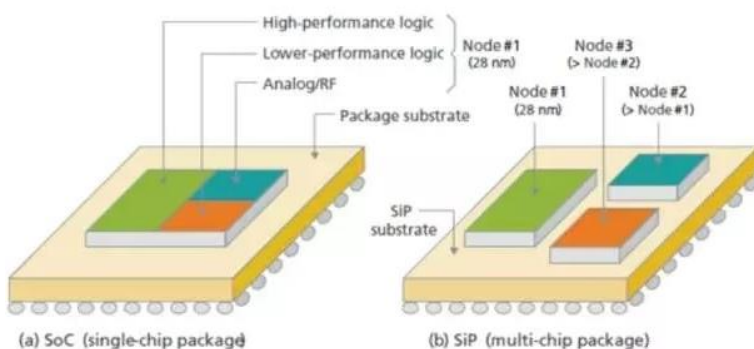 High-performance logic
Lower-performance logic
Analog/RF
Package substrate
Node #1
(28 nm)
Node #3
(> Node #2)
Node #1
(28 nm)
Node #2
(> Node #1)
SiP
substrate
(a) SoC (single-chip package)
(b) SiP (multi-chip package)